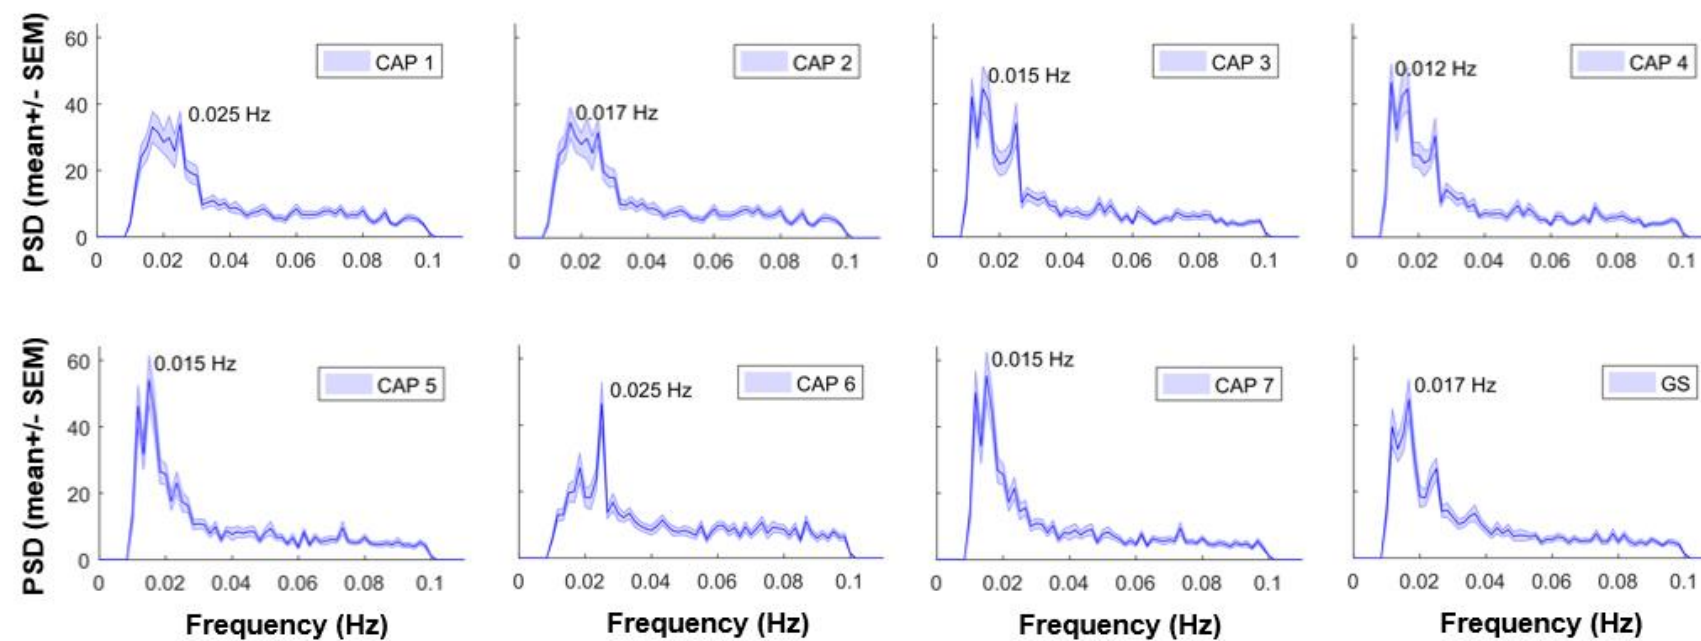 PSD (mean+/- SEM)
60
40
20
0
0 0.02 0.04 0.06 0.08 0.1
0.025 Hz
CAP 1
0 0.02 0.04 0.06 0.08 0.1
0.017 Hz
CAP 2
0 0.02 0.04 0.06 0.08 0.1
0.015 Hz
CAP 3
0 0.02 0.04 0.06 0.08 0.1
0.012 Hz
CAP 4
PSD (mean+/- SEM)
60
40
20
0
0 0.02 0.04 0.06 0.08 0.1
0.015 Hz
CAP 5
Frequency (Hz)
0 0.02 0.04 0.06 0.08 0.1
0.025 Hz
CAP 6
Frequency (Hz)
0 0.02 0.04 0.06 0.08 0.1
0.015 Hz
CAP 7
Frequency (Hz)
0 0.02 0.04 0.06 0.08 0.1
0.017 Hz
GS
Frequency (Hz)